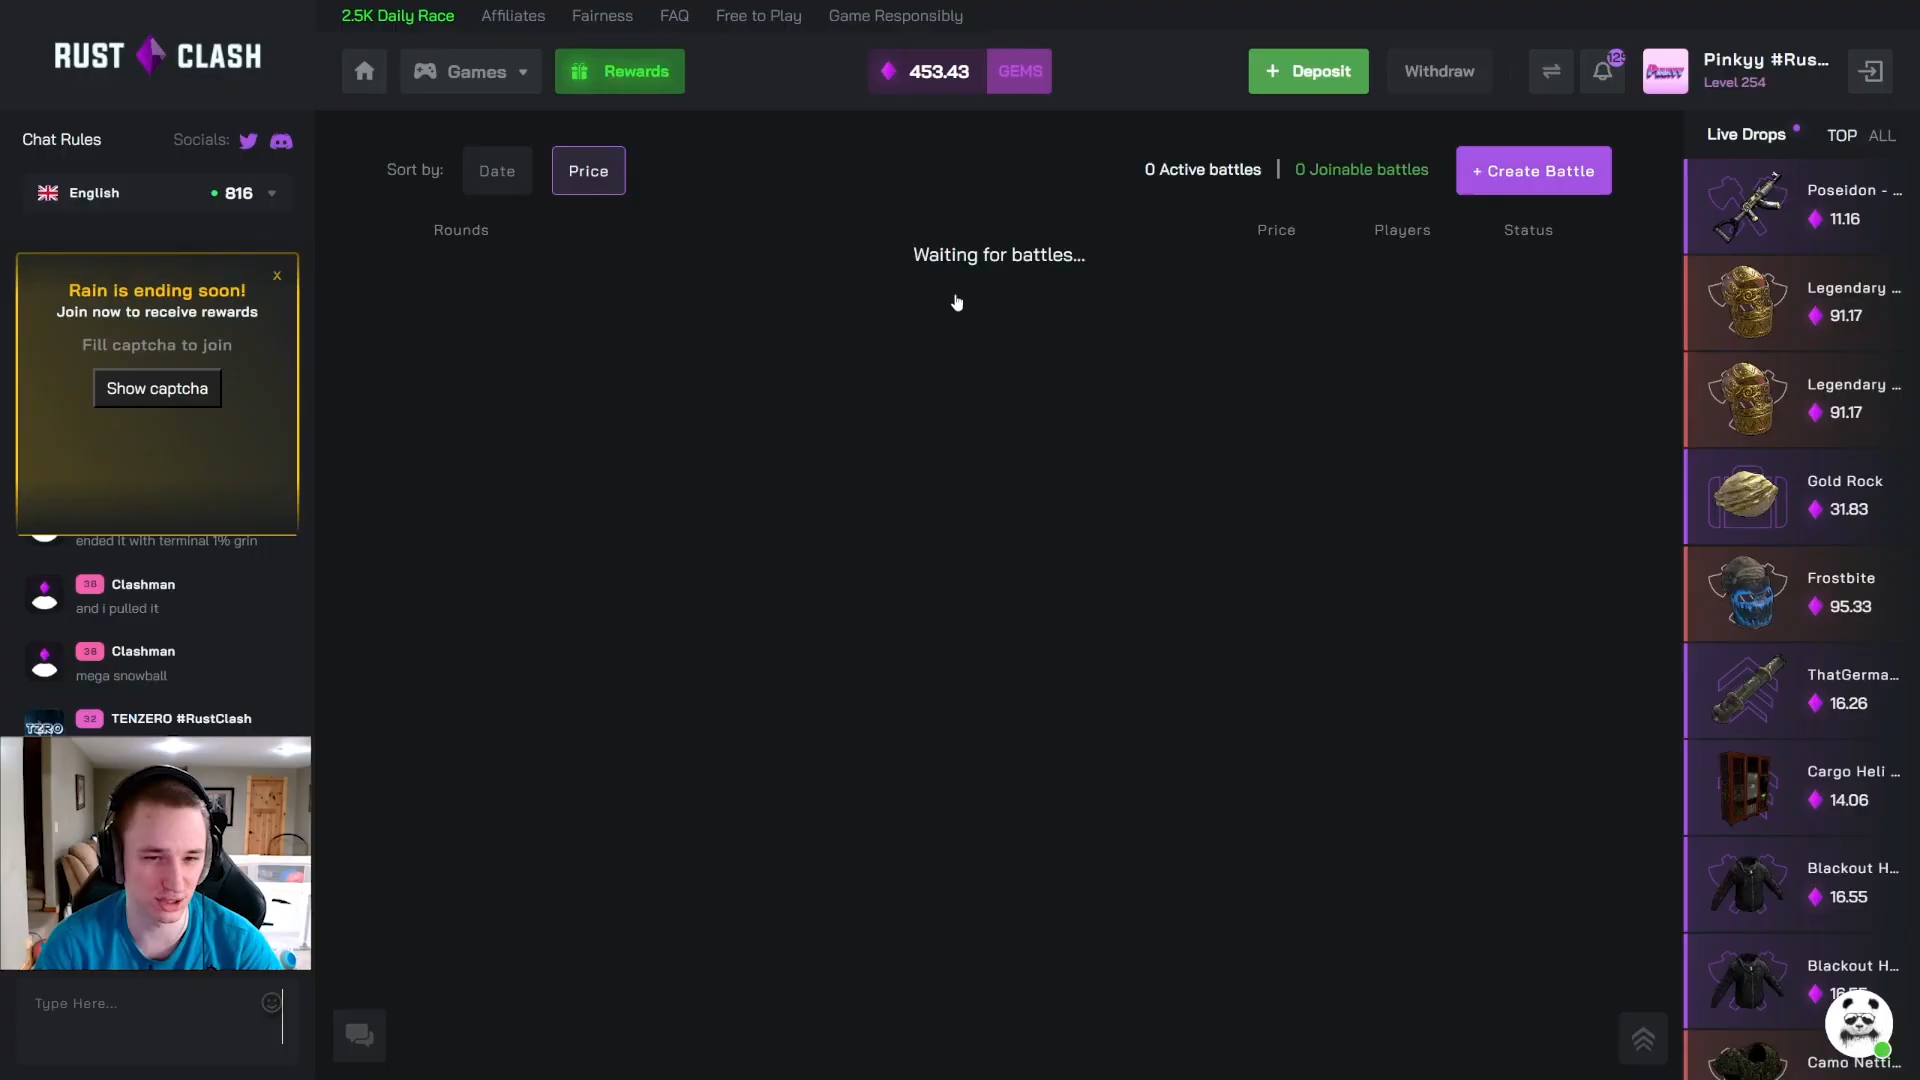 2.5K Daily Race
Affiliates
Fairness
FAQ
Free to Play
Game Responsibly
RUST CLASH
Games
Rewards
453.43
GEMS
+ Deposit
Withdraw
Pinkyy #Rus...
Level 254
Chat Rules
Socials:
English
816
Rain is ending soon!
x
Join now to receive rewards
Fill captcha to join
Show captcha
ended it with terminal 1% grin
38 Clashman
and i pulled it
38 Clashman
mega snowball
TZRO
32 TENZERO #RustClash
Type Here...
Sort by:
Date
Price
0 Active battles
0 Joinable battles
+ Create Battle
Rounds
Price
Players
Status
Waiting for battles...
Live Drops
TOP
ALL
Poseidon - ...
11.16
Legendary ...
91.17
Legendary ...
91.17
Gold Rock
31.83
Frostbite
95.33
ThatGerma...
16.26
Cargo Heli ...
14.06
Blackout H...
16.55
Blackout H...
Camo Netti...